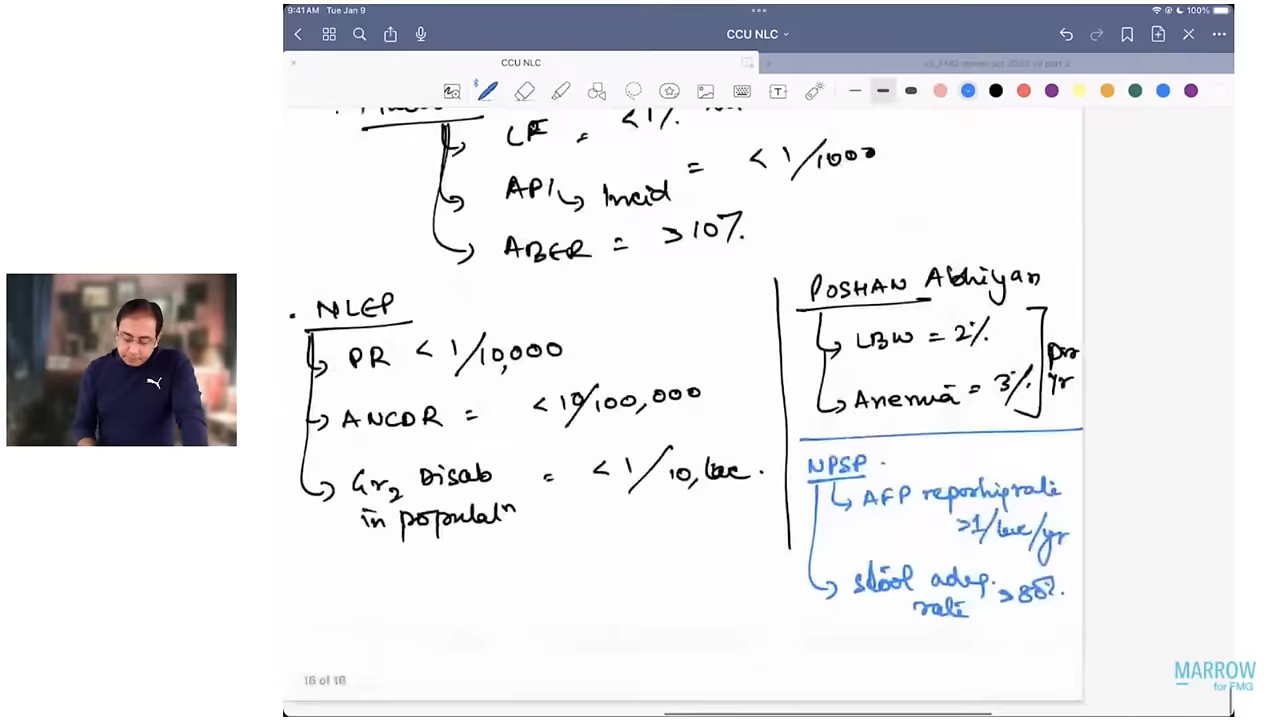 9:41 AM Tue Jan 9
100%
CCU NLC
CCU NLC
LF = <1%
API ↳ Incid = <1/1000
ABER = >10%.
. NLEP
PR < 1/10,000
ANCDR = <10/100,000
Gr2 Disab = <1/10, lac.
in populatn
POSHAN Abhiyan
LBW = 2%
Anemia = 3%
per yr
NPSP.
AFP reporting rate
>1/lac/yr
stool adeq.
rate >80%.
16 of 16
MARROW
for FMG